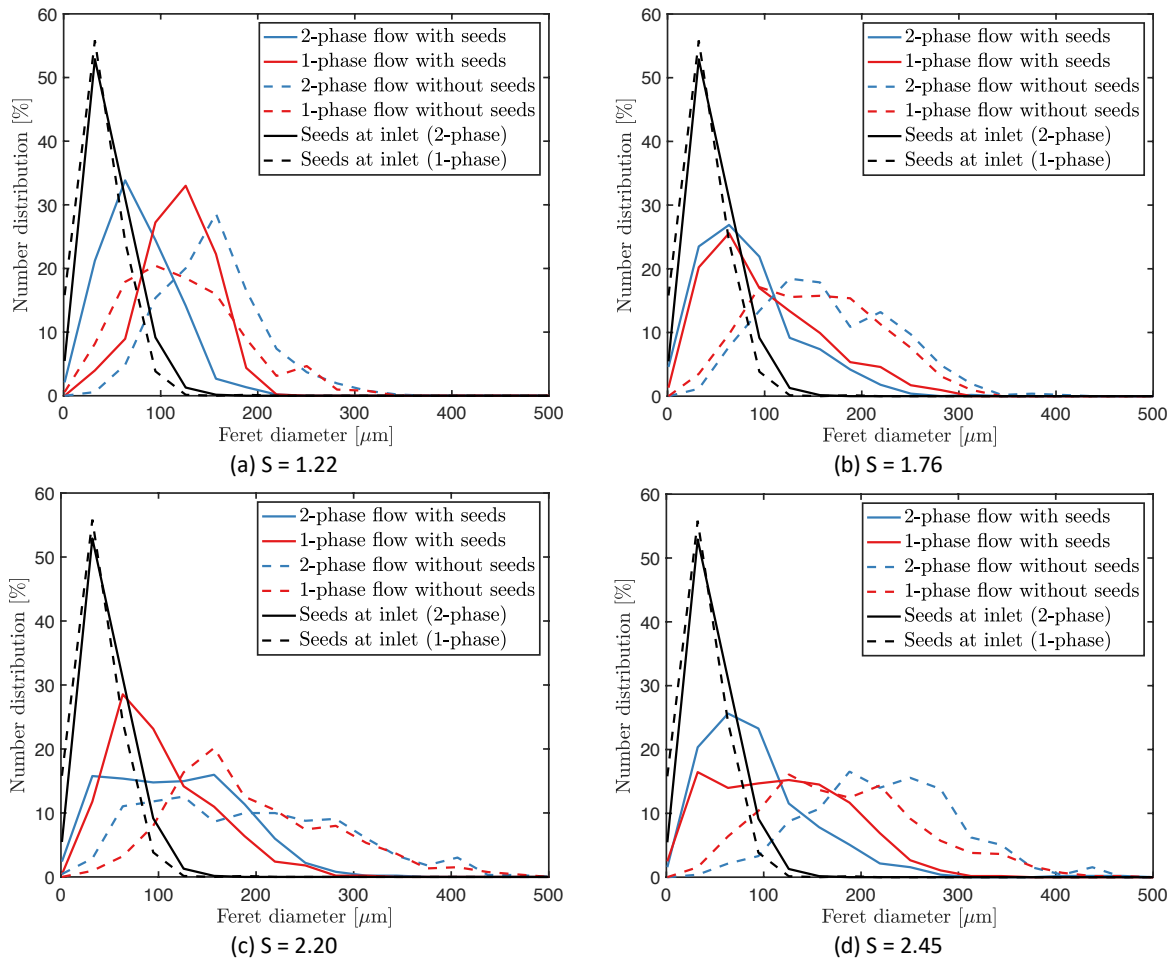 60
50
40
30
20
10
0
Number distribution [%]
2-phase flow with seeds
1-phase flow with seeds
2-phase flow without seeds
1-phase flow without seeds
Seeds at inlet (2-phase)
Seeds at inlet (1-phase)
0 100 200 300 400 500
Feret diameter [μm]
(a) S = 1.22
60
50
40
30
20
10
0
Number distribution [%]
2-phase flow with seeds
1-phase flow with seeds
2-phase flow without seeds
1-phase flow without seeds
Seeds at inlet (2-phase)
Seeds at inlet (1-phase)
0 100 200 300 400 500
Feret diameter [μm]
(b) S = 1.76
60
50
40
30
20
10
0
Number distribution [%]
2-phase flow with seeds
1-phase flow with seeds
2-phase flow without seeds
1-phase flow without seeds
Seeds at inlet (2-phase)
Seeds at inlet (1-phase)
0 100 200 300 400 500
Feret diameter [μm]
(c) S = 2.20
60
50
40
30
20
10
0
Number distribution [%]
2-phase flow with seeds
1-phase flow with seeds
2-phase flow without seeds
1-phase flow without seeds
Seeds at inlet (2-phase)
Seeds at inlet (1-phase)
0 100 200 300 400 500
Feret diameter [μm]
(d) S = 2.45